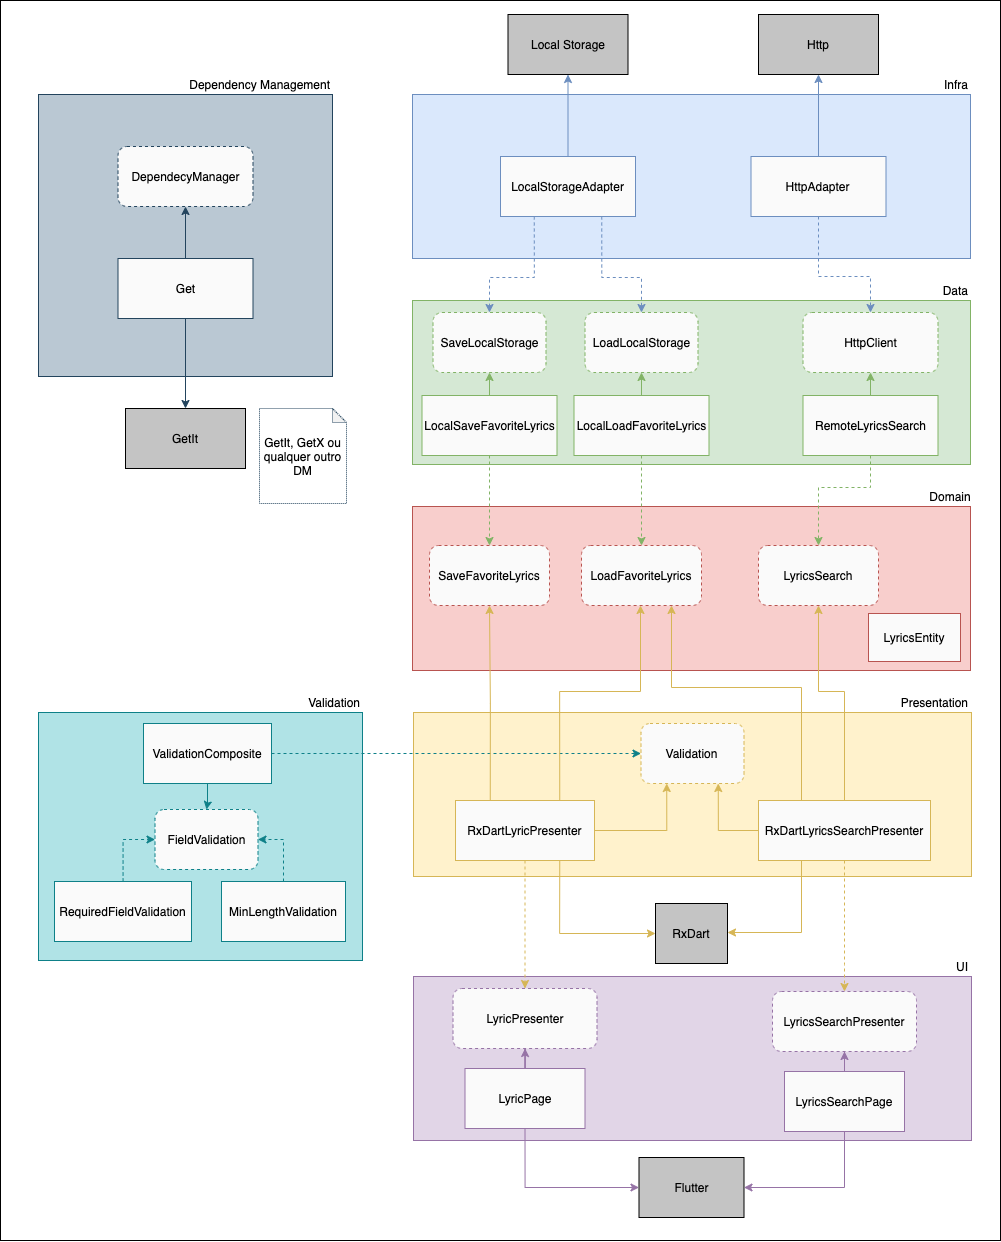 Local Storage
Http
Dependency Management
Infra
DependecyManager
LocalStorageAdapter
HttpAdapter
Get
Data
SaveLocalStorage
LoadLocalStorage
HttpClient
GetIt
GetIt, GetX ou
qualquer outro
DM
LocalSaveFavoriteLyrics
LocalLoadFavoriteLyrics
RemoteLyricsSearch
Domain
SaveFavoriteLyrics
LoadFavoriteLyrics
LyricsSearch
LyricsEntity
Validation
Presentation
ValidationComposite
Validation
FieldValidation
RxDartLyricPresenter
RxDartLyricsSearchPresenter
RequiredFieldValidation
MinLengthValidation
RxDart
UI
LyricPresenter
LyricsSearchPresenter
LyricPage
LyricsSearchPage
Flutter